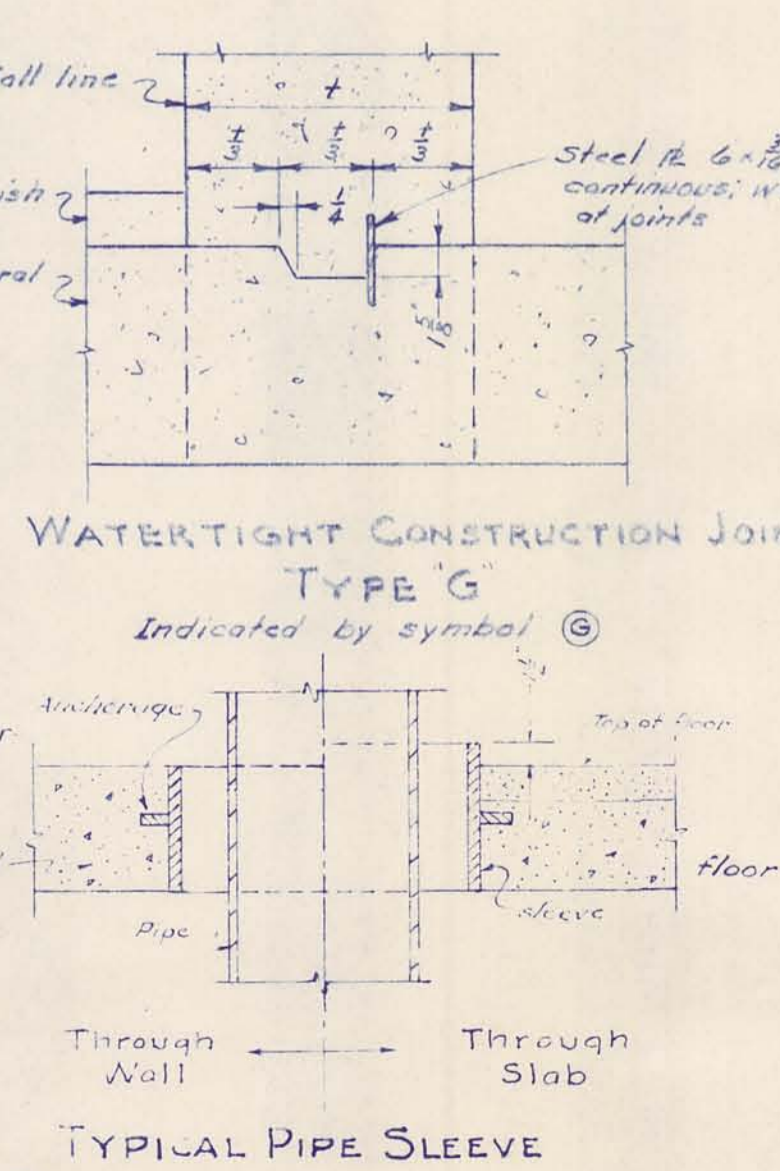 all line
t
t/3 t/3 t/3
Steel ⅊ 6 x 3/16
continuous; w
at joints
ish
1/4
ral
1 5/8
WATERTIGHT CONSTRUCTION JOIN
TYPE "G"
Indicated by symbol G
Anchorage
r
Top of floor
floor
sleeve
Pipe
Through
Wall
Through
Slab
TYPICAL PIPE SLEEVE